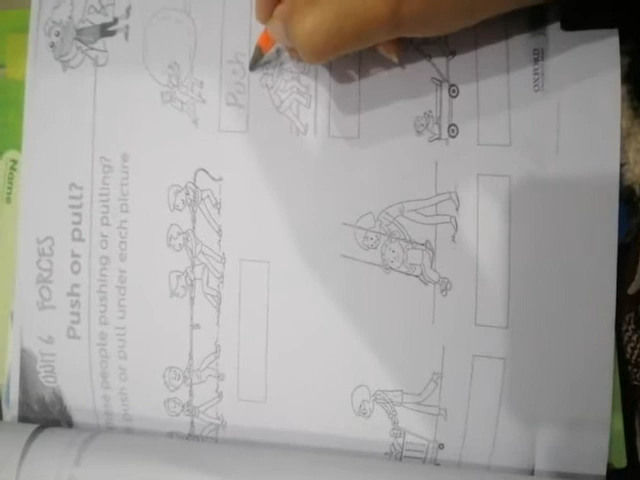 UNIT 6 FORCES
Push or pull?
the people pushing or pulling?
push or pull under each picture
Push
OXFORD
Name